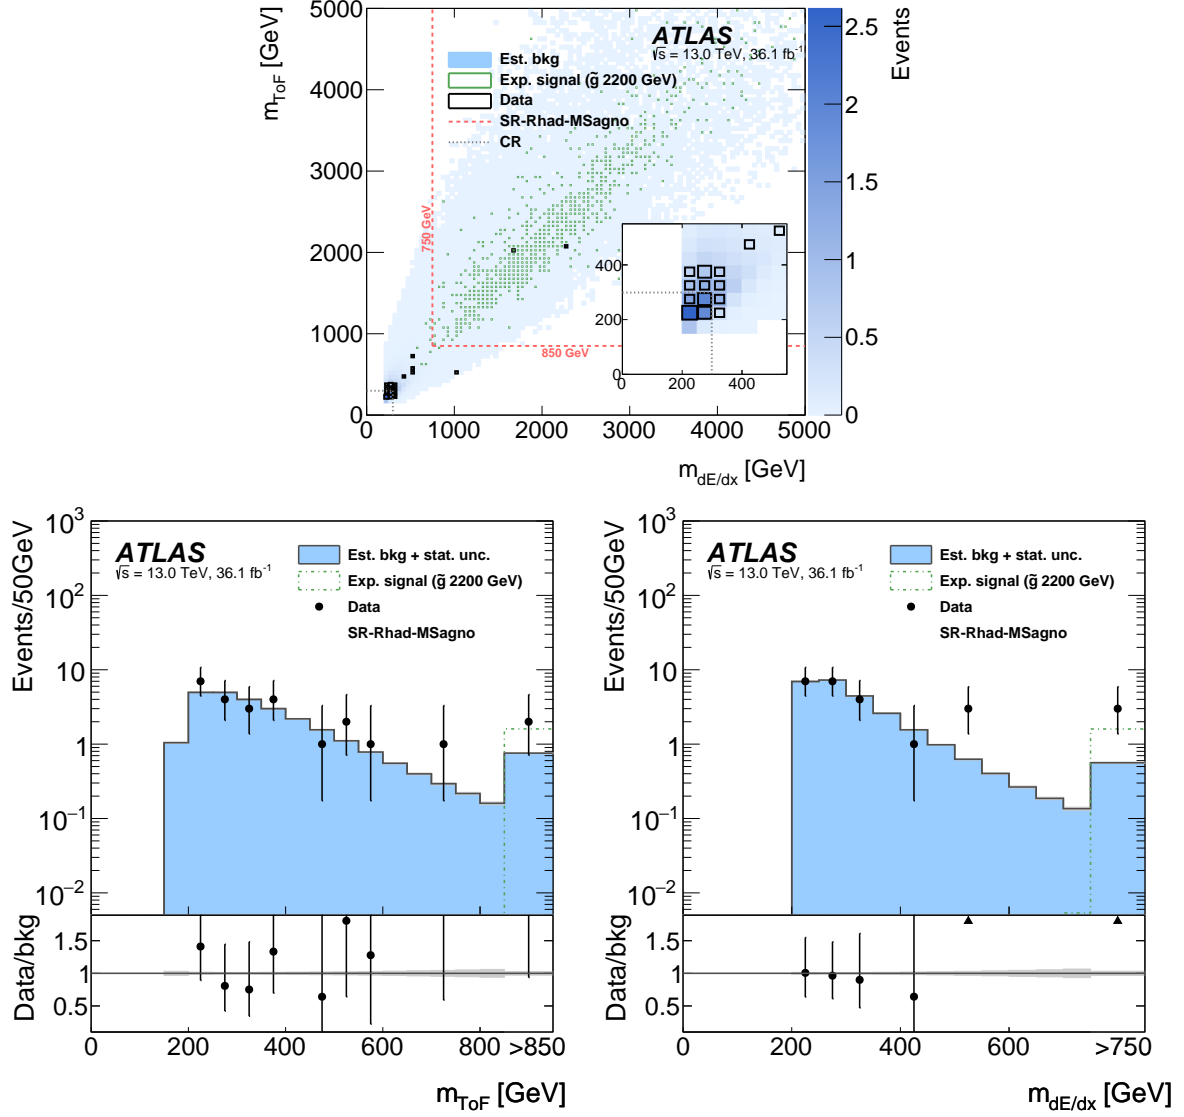 5000
4000
3000
2000
1000
0
m_ToF [GeV]
ATLAS
√s = 13.0 TeV, 36.1 fb⁻¹
Est. bkg
Exp. signal (g̃ 2200 GeV)
Data
SR-Rhad-MSagno
CR
750 GeV
850 GeV
400
200
0
0 200 400
0 1000 2000 3000 4000 5000
m_dE/dx [GeV]
2.5
2
1.5
1
0.5
0
Events
Events/50GeV
10³
10²
10
1
10⁻¹
10⁻²
ATLAS
√s = 13.0 TeV, 36.1 fb⁻¹
Est. bkg + stat. unc.
Exp. signal (g̃ 2200 GeV)
Data
SR-Rhad-MSagno
Data/bkg
1.5
1
0.5
0 200 400 600 >850
m_ToF [GeV]
Events/50GeV
10³
10²
10
1
10⁻¹
10⁻²
ATLAS
√s = 13.0 TeV, 36.1 fb⁻¹
Est. bkg + stat. unc.
Exp. signal (g̃ 2200 GeV)
Data
SR-Rhad-MSagno
Data/bkg
1.5
1
0.5
0 200 400 600 >750
m_dE/dx [GeV]